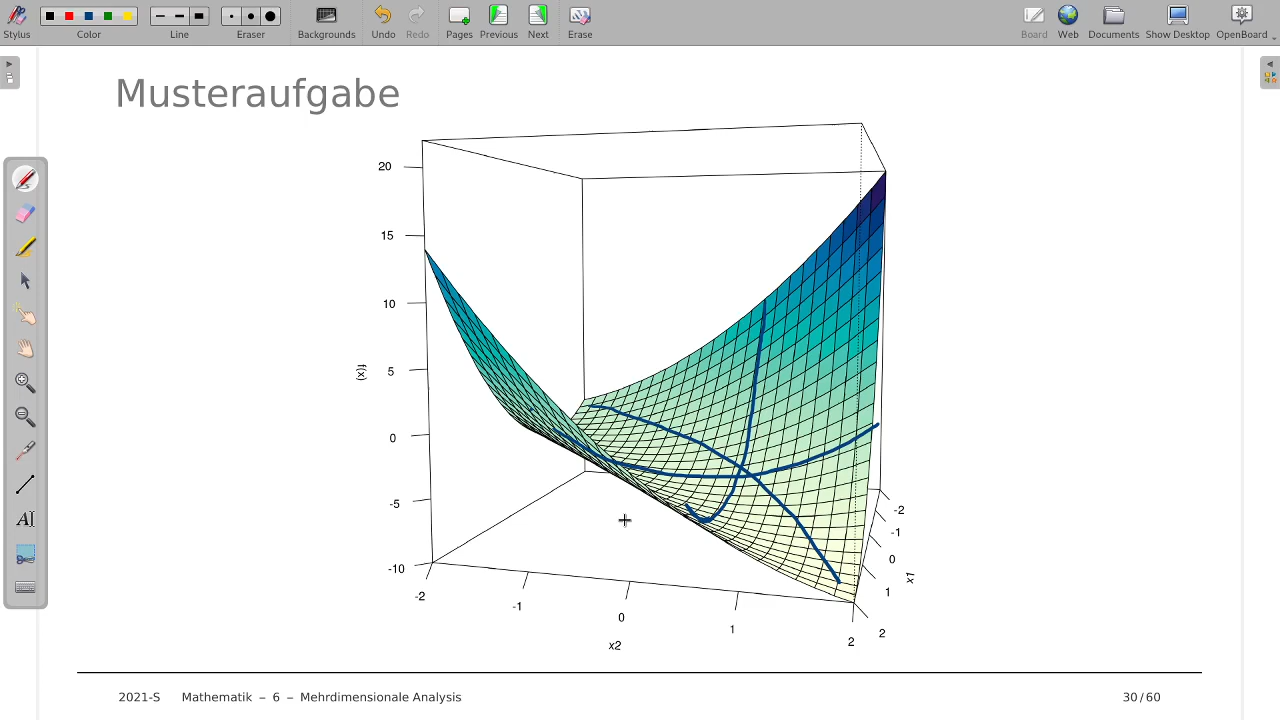 Stylus
Color
Line
Eraser
Backgrounds
Undo
Redo
Pages
Previous
Next
Erase
Board
Web
Documents
Show Desktop
OpenBoard
Musteraufgabe
20
15
10
5
0
-5
-10
f(x)
-2
-1
0
1
2
x2
-2
-1
0
1
2
x1
AI
2021-S Mathematik – 6 – Mehrdimensionale Analysis 30/60